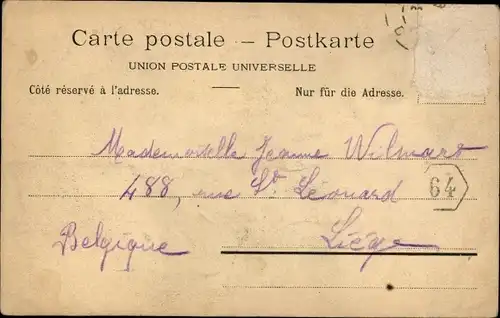 Carte postale – Postkarte
UNION POSTALE UNIVERSELLE
Côté réservé à l'adresse. Nur für die Adresse.
Mademoiselle Jeanne Wilmart
488, rue St. Léonard
64
Belgique Liége